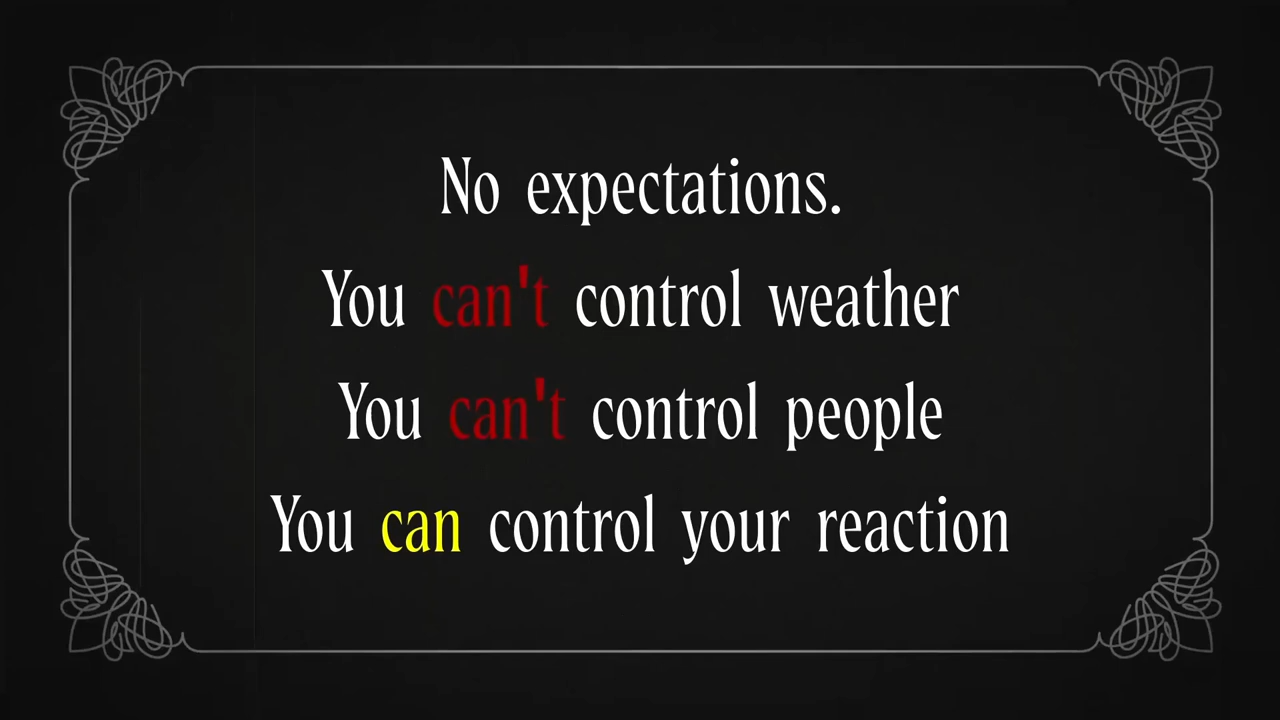 No expectations.
You can't control weather
You can't control people
You can control your reaction